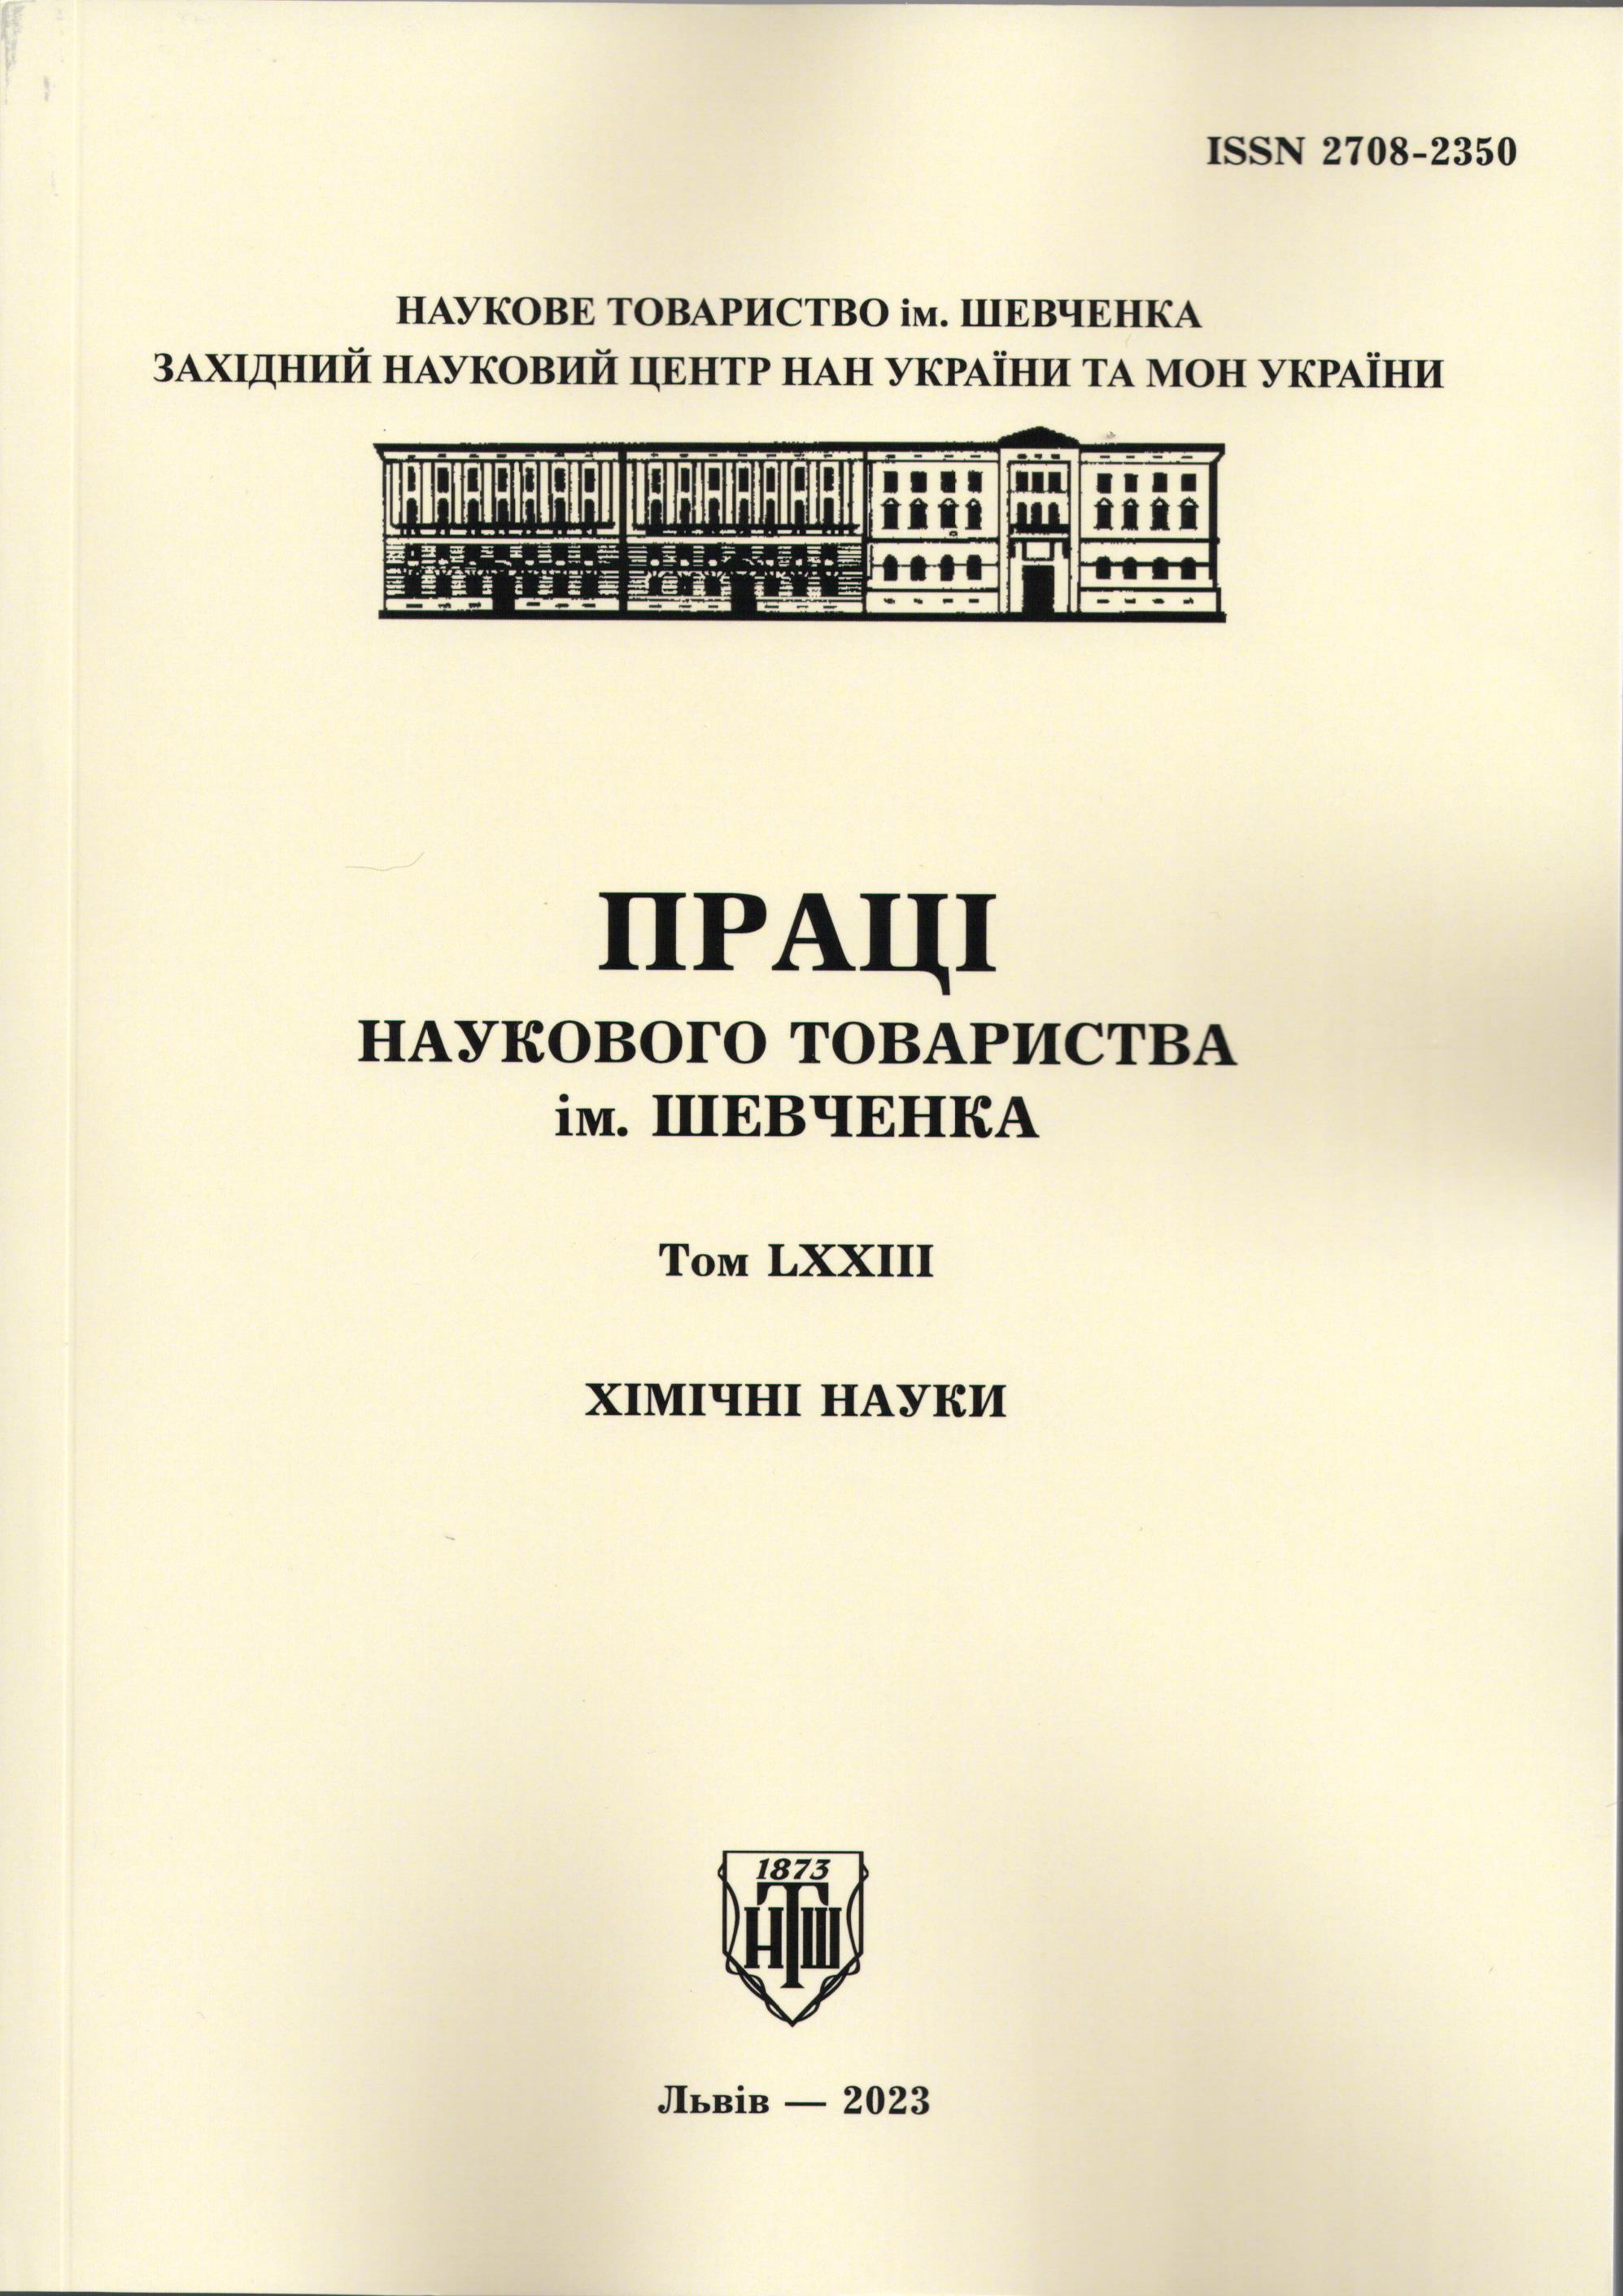 ISSN 2708-2350
НАУКОВЕ ТОВАРИСТВО ім. ШЕВЧЕНКА
ЗАХІДНИЙ НАУКОВИЙ ЦЕНТР НАН УКРАЇНИ ТА МОН УКРАЇНИ
ПРАЦІ
НАУКОВОГО ТОВАРИСТВА
ім. ШЕВЧЕНКА
Том LXXIII
ХІМІЧНІ НАУКИ
1873
НТШ
Львів — 2023